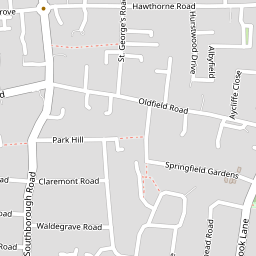 Hawthorne Road
St. George's Road
Hurstwood Drive
Albyfield
Aycliffe Close
Oldfield Road
Park Hill
Springfield Gardens
Claremont Road
Southborough Road
Waldegrave Road